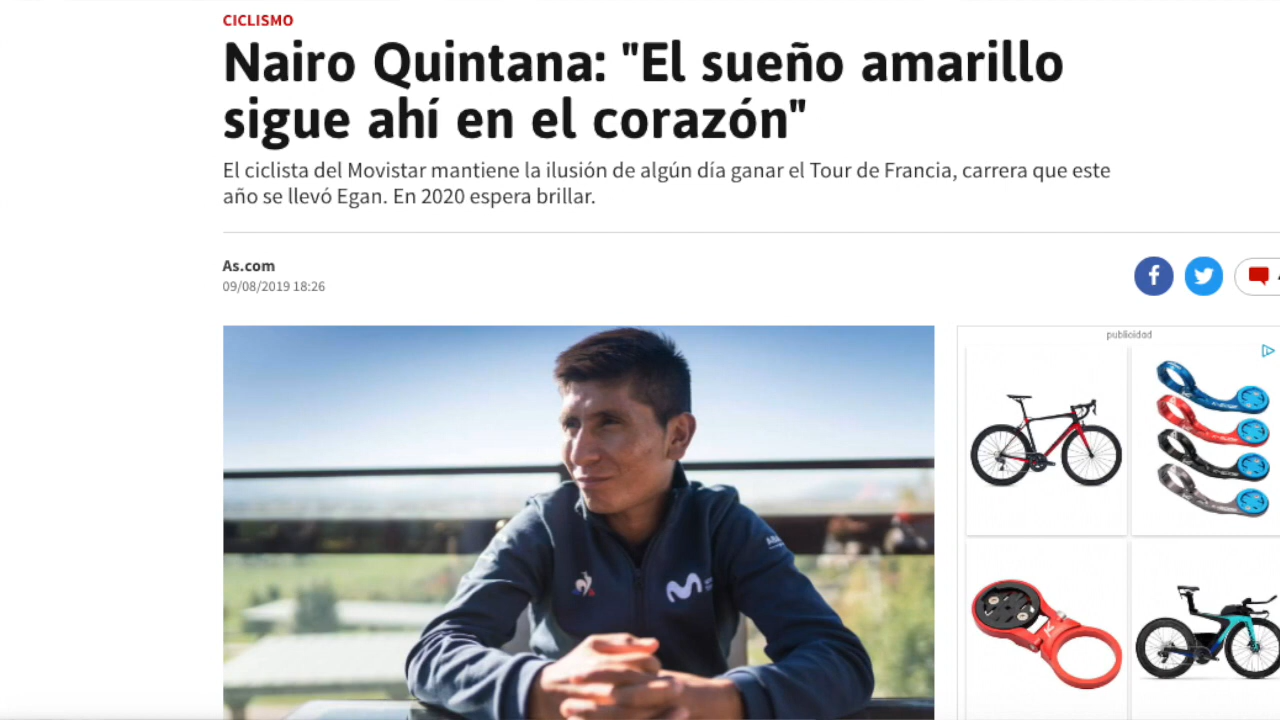 CICLISMO
Nairo Quintana: "El sueño amarillo
sigue ahí en el corazón"
El ciclista del Movistar mantiene la ilusión de algún día ganar el Tour de Francia, carrera que este
año se llevó Egan. En 2020 espera brillar.
As.com
09/08/2019 18:26
publicidad